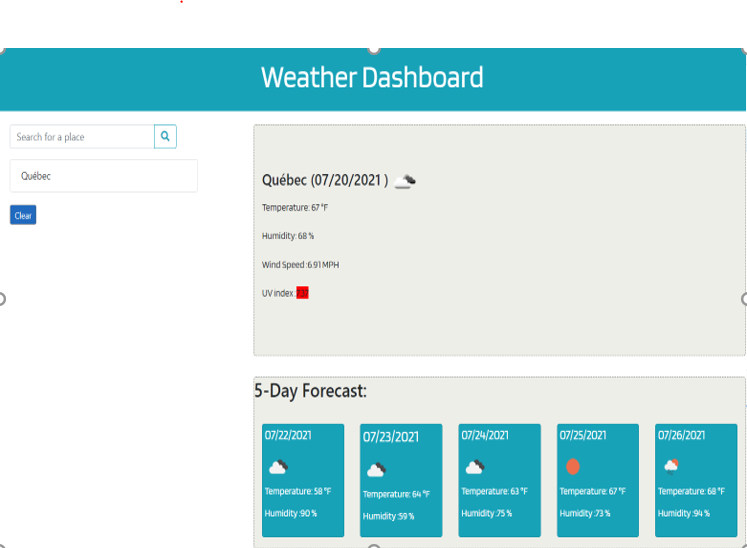 Weather Dashboard
Search for a place
Québec
Clear
Québec (07/20/2021 )
Temperature: 67 °F
Humidity: 68 %
Wind Speed :6.91 MPH
UV index:
5-Day Forecast:
07/22/2021
Temperature: 58 °F
Humidity :90 %
07/23/2021
Temperature: 64 °F
Humidity :59 %
07/24/2021
Temperature: 63 °F
Humidity :75 %
07/25/2021
Temperature: 67 °F
Humidity :73 %
07/26/2021
Temperature: 68 °F
Humidity :94 %